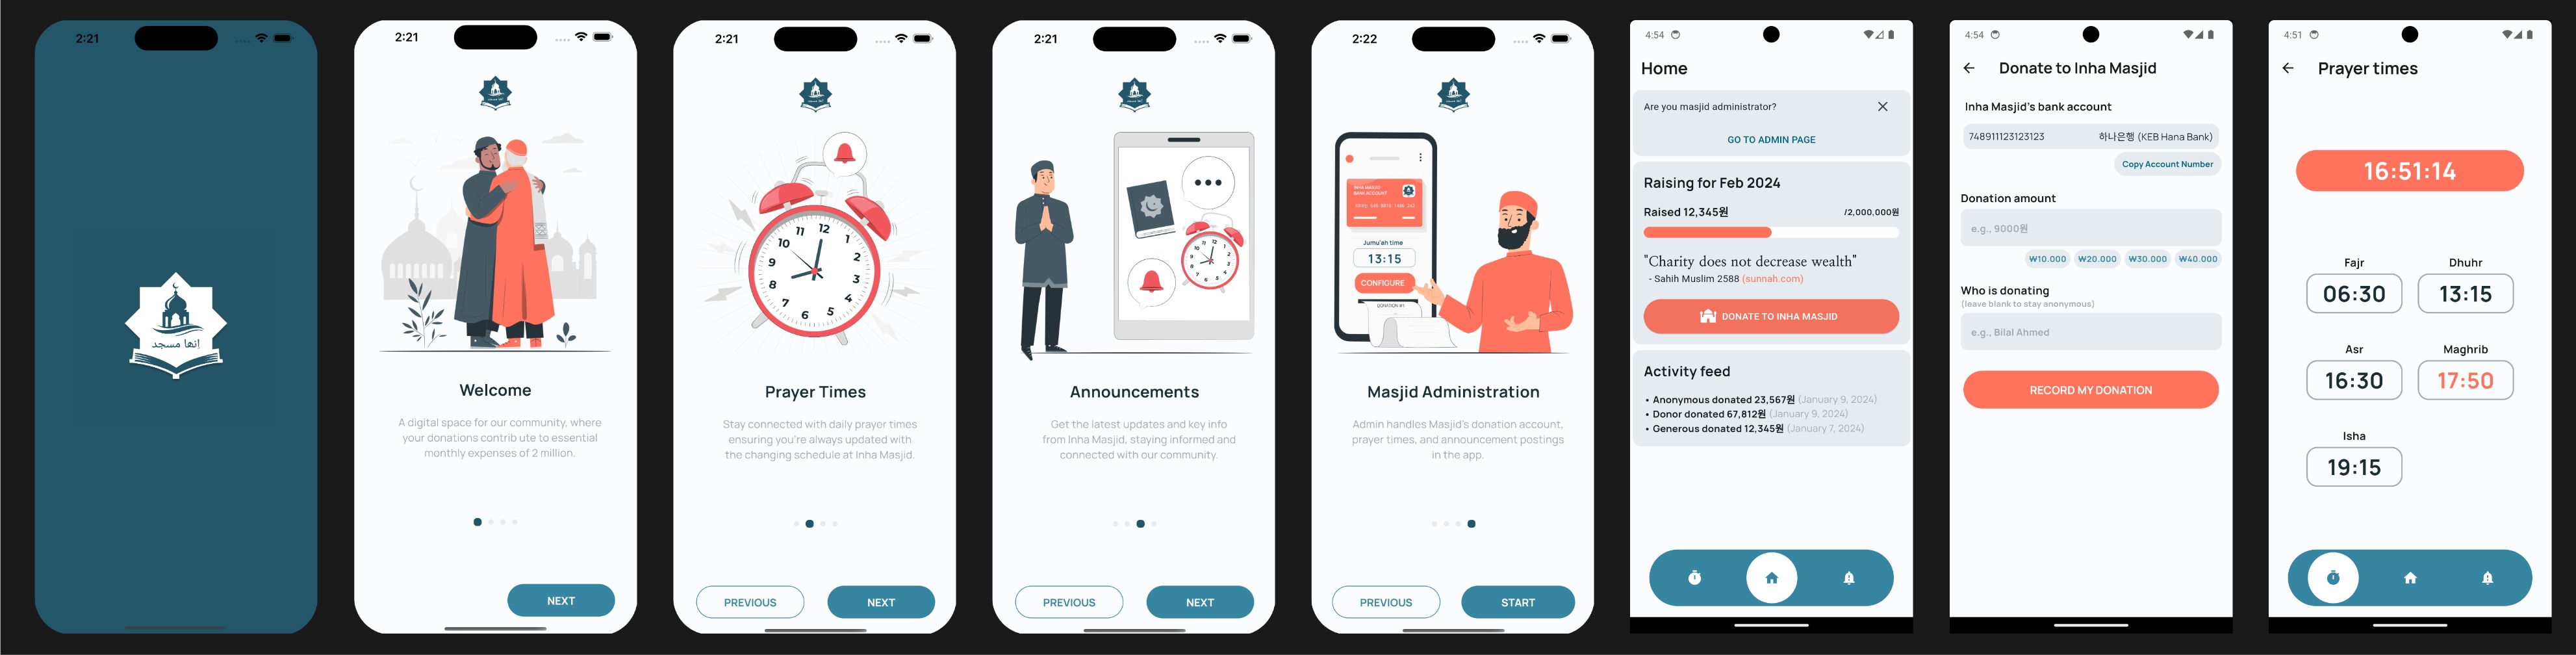 2:21
إنها مسجد
2:21
Welcome
A digital space for our community, where
your donations contrib ute to essential
monthly expenses of 2 million.
NEXT
2:21
12
1
2
3
4
5
6
7
8
9
10
11
Prayer Times
Stay connected with daily prayer times
ensuring you're always updated with
the changing schedule at Inha Masjid.
PREVIOUS
NEXT
2:21
Announcements
Get the latest updates and key info
from Inha Masjid, staying informed and
connected with our community.
PREVIOUS
NEXT
2:22
INHA MASJID
BANK ACCOUNT
Jumu'ah time
13:15
CONFIGURE
DONATION #1
Masjid Administration
Admin handles Masjid's donation account,
prayer times, and announcement postings
in the app.
PREVIOUS
START
4:54
Home
Are you masjid administrator?
GO TO ADMIN PAGE
Raising for Feb 2024
Raised 12,345원
/2,000,000원
"Charity does not decrease wealth"
- Sahih Muslim 2588 (sunnah.com)
DONATE TO INHA MASJID
Activity feed
• Anonymous donated 23,567원 (January 9, 2024)
• Donor donated 67,812원 (January 9, 2024)
• Generous donated 12,345원 (January 7, 2024)
4:54
Donate to Inha Masjid
Inha Masjid's bank account
748911123123123
하나은행 (KEB Hana Bank)
Copy Account Number
Donation amount
e.g., 9000원
₩10.000 ₩20.000 ₩30.000 ₩40.000
Who is donating
(leave blank to stay anonymous)
e.g., Bilal Ahmed
RECORD MY DONATION
4:51
Prayer times
16:51:14
Fajr
Dhuhr
06:30
13:15
Asr
Maghrib
16:30
17:50
Isha
19:15